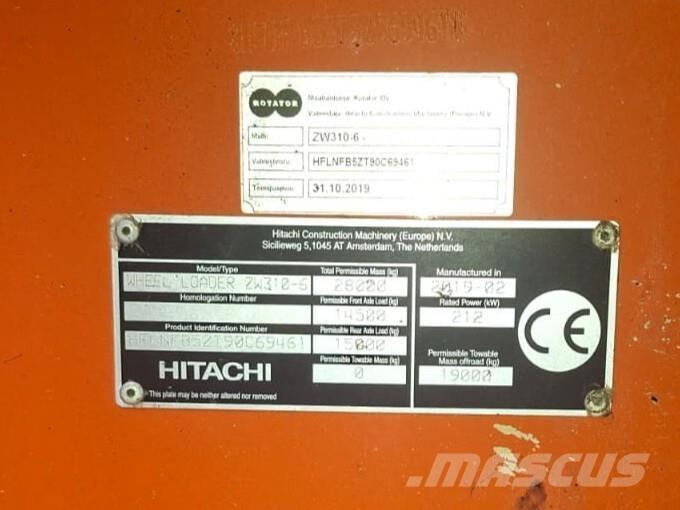 ROTATOR
Maahantuoja: Rotator Oy
Valmistaja: Hitachi Construction Machinery (Europe) N.V.
Malli: ZW310-6
HFLNFB5ZT90C69461
31.10.2019
Hitachi Construction Machinery (Europe) N.V.
Sicilieweg 5,1045 AT Amsterdam, The Netherlands
Model/Type
WHEEL LOADER ZW310-6
Homologation Number
Product Identification Number
HFLNFB5ZT90C69461
HITACHI
This plate may be neither altered nor removed
Total Permissible Mass (kg)
28000
Permissible Front Axle Load (kg)
14500
Permissible Rear Axle Load (kg)
15000
Permissible Towable Mass (kg)
0
Manufactured in
2019-02
Rated Power (kW)
212
Permissible Towable
Mass offroad (kg)
19000
CE
MASCUS